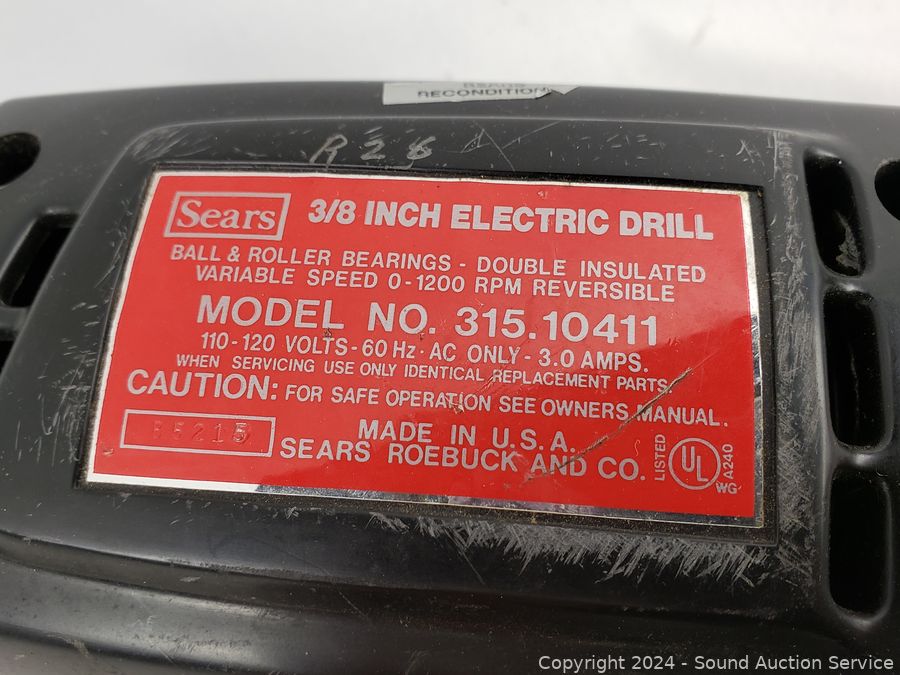 RECONDITION
R 2 6
Sears 3/8 INCH ELECTRIC DRILL
BALL & ROLLER BEARINGS - DOUBLE INSULATED
VARIABLE SPEED 0-1200 RPM REVERSIBLE
MODEL NO. 315.10411
110-120 VOLTS-60 Hz-AC ONLY-3.0 AMPS.
WHEN SERVICING USE ONLY IDENTICAL REPLACEMENT PARTS.
CAUTION: FOR SAFE OPERATION SEE OWNERS MANUAL.
MADE IN U.S.A.
SEARS ROEBUCK AND CO.
LISTED UL A240
WG
Copyright 2024 - Sound Auction Service